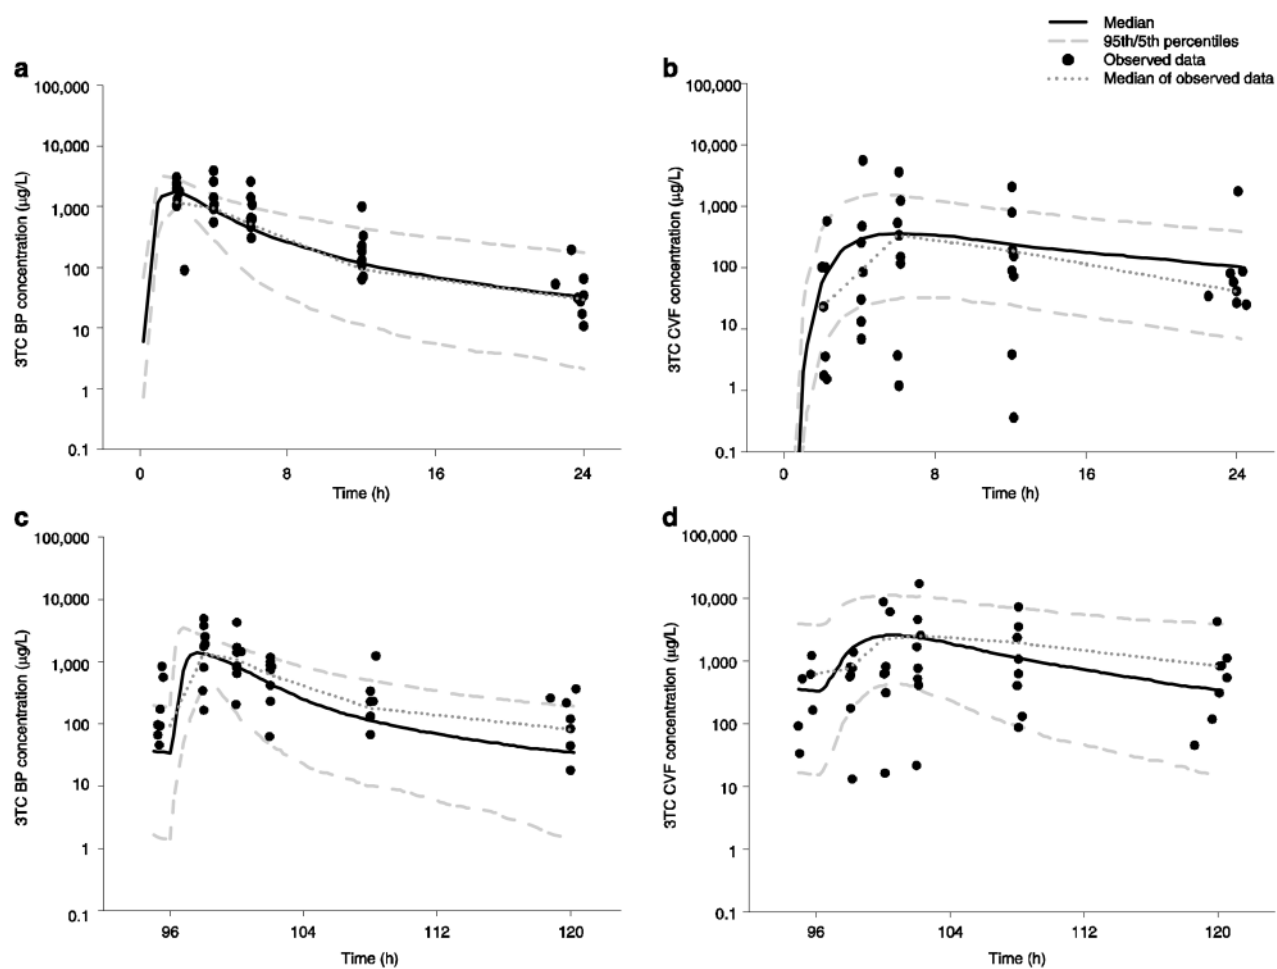 Median
95th/5th percentiles
Observed data
Median of observed data
a
100,000
10,000
1,000
100
10
1
0.1
3TC BP concentration (µg/L)
0 8 16 24
Time (h)
b
100,000
10,000
1,000
100
10
1
0.1
3TC CVF concentration (µg/L)
0 8 16 24
Time (h)
c
100,000
10,000
1,000
100
10
1
0.1
3TC BP concentration (µg/L)
96 104 112 120
Time (h)
d
100,000
10,000
1,000
100
10
1
0.1
3TC CVF concentration (µg/L)
96 104 112 120
Time (h)